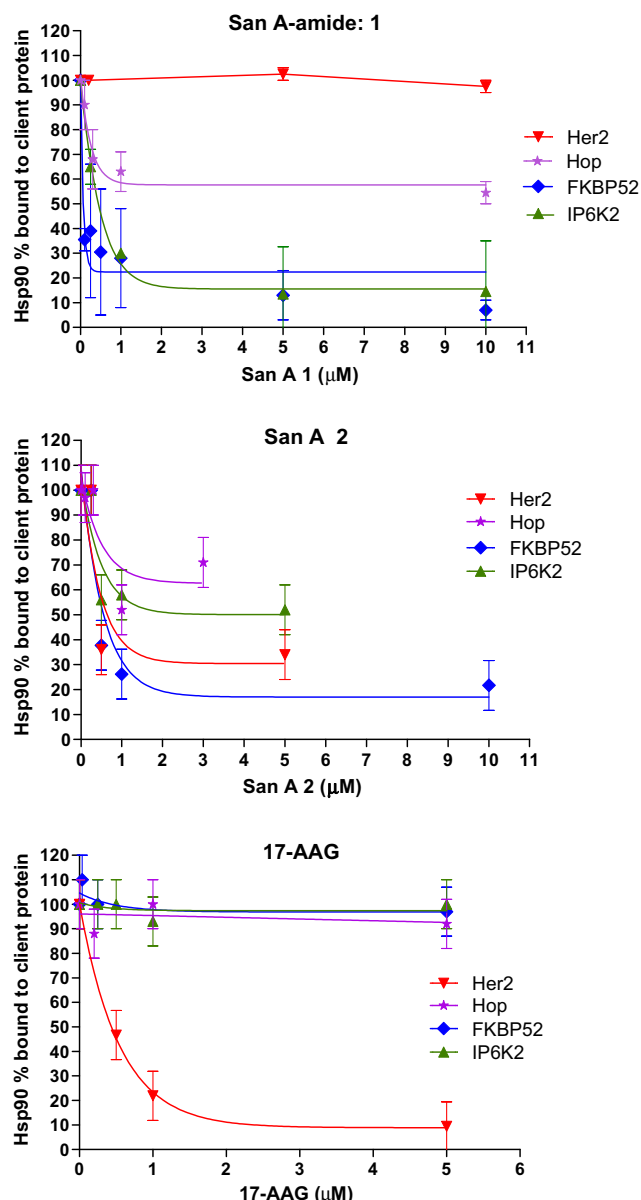 San A-amide: 1
Hsp90 % bound to client protein
120
110
100
90
80
70
60
50
40
30
20
10
0
0 1 2 3 4 5 6 7 8 9 10 11
San A 1 (μM)
Her2
Hop
FKBP52
IP6K2
San A 2
Hsp90 % bound to client protein
120
110
100
90
80
70
60
50
40
30
20
10
0
0 1 2 3 4 5 6 7 8 9 10 11
San A 2 (μM)
Her2
Hop
FKBP52
IP6K2
17-AAG
Hsp90 % bound to client protein
120
110
100
90
80
70
60
50
40
30
20
10
0
0 1 2 3 4 5 6
17-AAG (μM)
Her2
Hop
FKBP52
IP6K2